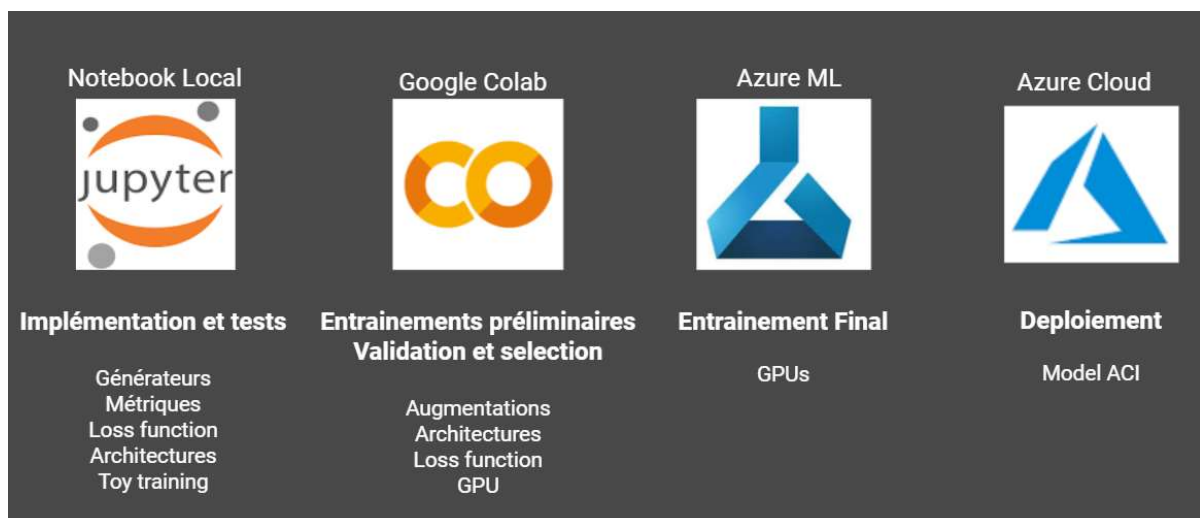 Notebook Local
jupyter
Implémentation et tests
Générateurs
Métriques
Loss function
Architectures
Toy training
Google Colab
Entrainements préliminaires
Validation et selection
Augmentations
Architectures
Loss function
GPU
Azure ML
Entrainement Final
GPUs
Azure Cloud
Deploiement
Model ACI